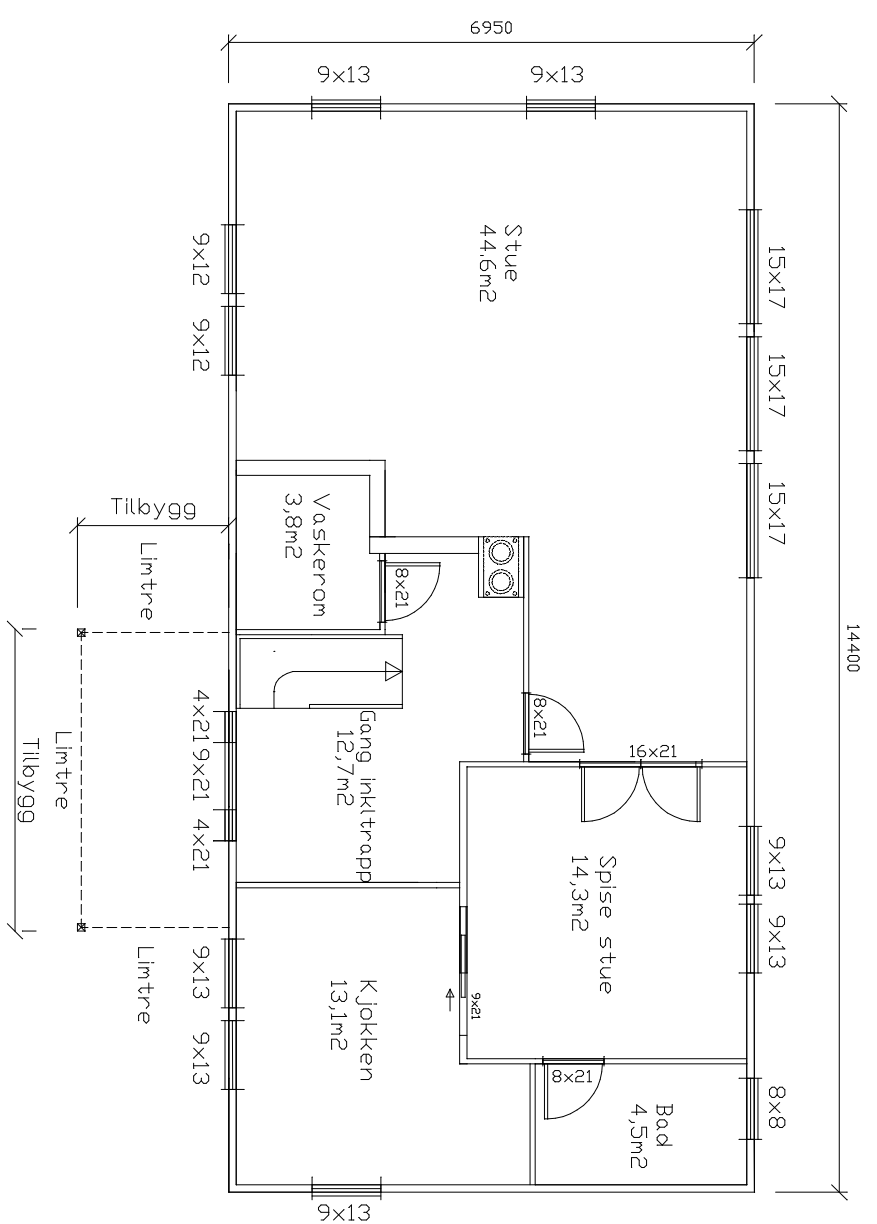 6950
9x13
9x13
14400
15x17
15x17
15x17
9x13
9x13
8x8
9x12
9x12
Stue
44.6m2
Vaskerom
3,8m2
8x21
8x21
16x21
Tilbygg
Limtre
Gang inkltrapp
12,7m2
4x21
9x21
4x21
Limtre
Tilbygg
Limtre
Spise stue
14,3m2
9x21
Kjokken
13,1m2
9x13
9x13
8x21
Bad
4,5m2
9x13